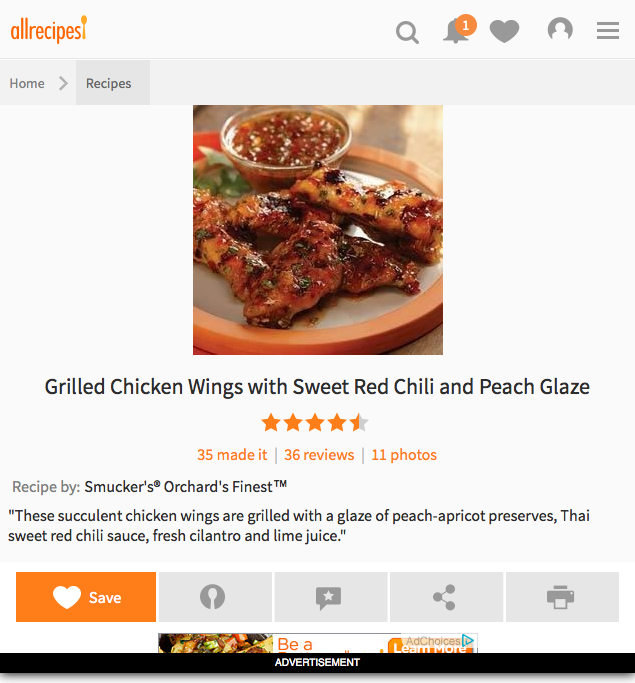 allrecipes
1
Home
Recipes
Grilled Chicken Wings with Sweet Red Chili and Peach Glaze
35 made it | 36 reviews | 11 photos
Recipe by: Smucker's® Orchard's Finest™
"These succulent chicken wings are grilled with a glaze of peach-apricot preserves, Thai
sweet red chili sauce, fresh cilantro and lime juice."
Save
Be a
AdChoices
Learn More
ADVERTISEMENT